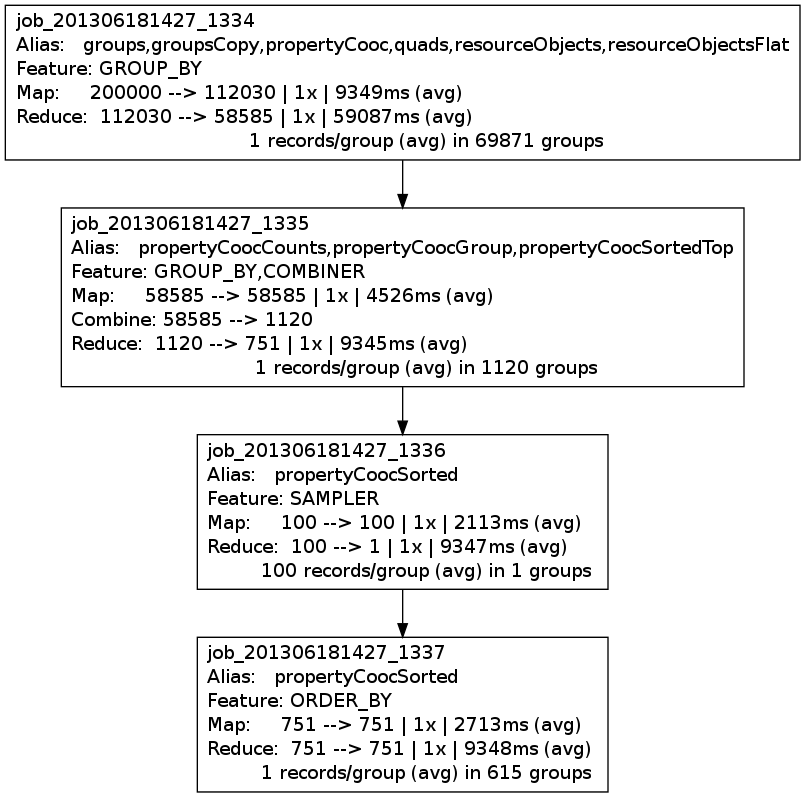 job_201306181427_1334
Alias:   groups,groupsCopy,propertyCooc,quads,resourceObjects,resourceObjectsFlat
Feature: GROUP_BY
Map:     200000 --> 112030 | 1x | 9349ms (avg)
Reduce:  112030 --> 58585 | 1x | 59087ms (avg)
1 records/group (avg) in 69871 groups
job_201306181427_1335
Alias:   propertyCoocCounts,propertyCoocGroup,propertyCoocSortedTop
Feature: GROUP_BY,COMBINER
Map:     58585 --> 58585 | 1x | 4526ms (avg)
Combine: 58585 --> 1120
Reduce:  1120 --> 751 | 1x | 9345ms (avg)
1 records/group (avg) in 1120 groups
job_201306181427_1336
Alias:   propertyCoocSorted
Feature: SAMPLER
Map:     100 --> 100 | 1x | 2113ms (avg)
Reduce:  100 --> 1 | 1x | 9347ms (avg)
100 records/group (avg) in 1 groups
job_201306181427_1337
Alias:   propertyCoocSorted
Feature: ORDER_BY
Map:     751 --> 751 | 1x | 2713ms (avg)
Reduce:  751 --> 751 | 1x | 9348ms (avg)
1 records/group (avg) in 615 groups